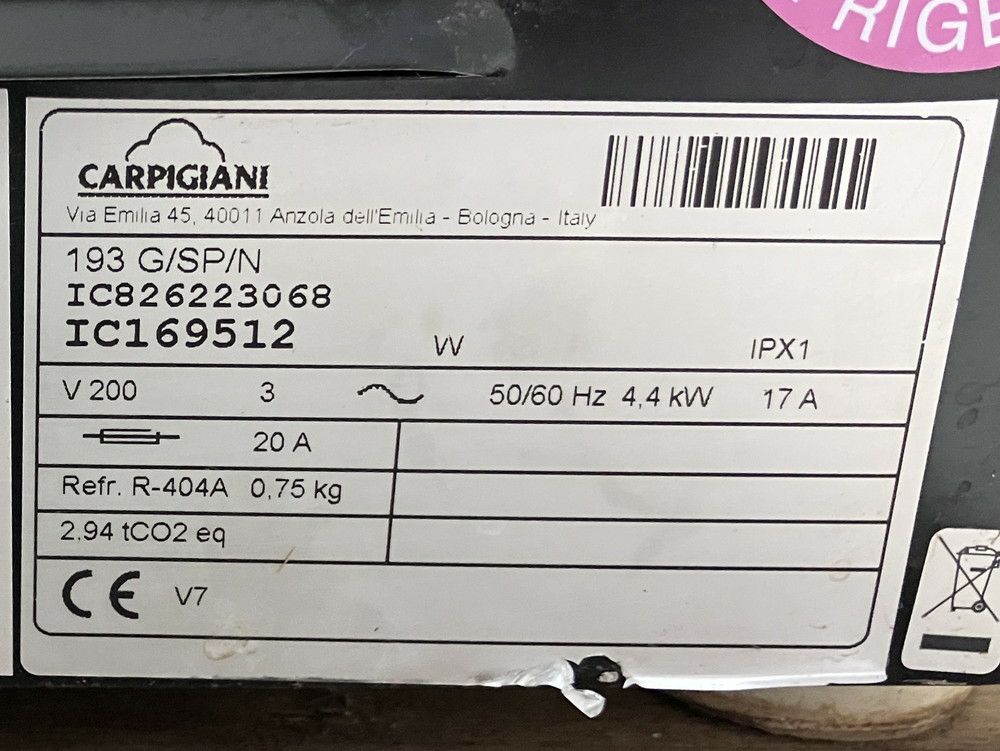 RIGE
CARPIGIANI
Via Emilia 45, 40011 Anzola dell'Emilia - Bologna - Italy
193 G/SP/N
IC826223068
IC169512 VV IPX1
V 200 3 50/60 Hz 4,4 kW 17 A
20 A
Refr. R-404A 0,75 kg
2,94 tCO2 eq
CE V7